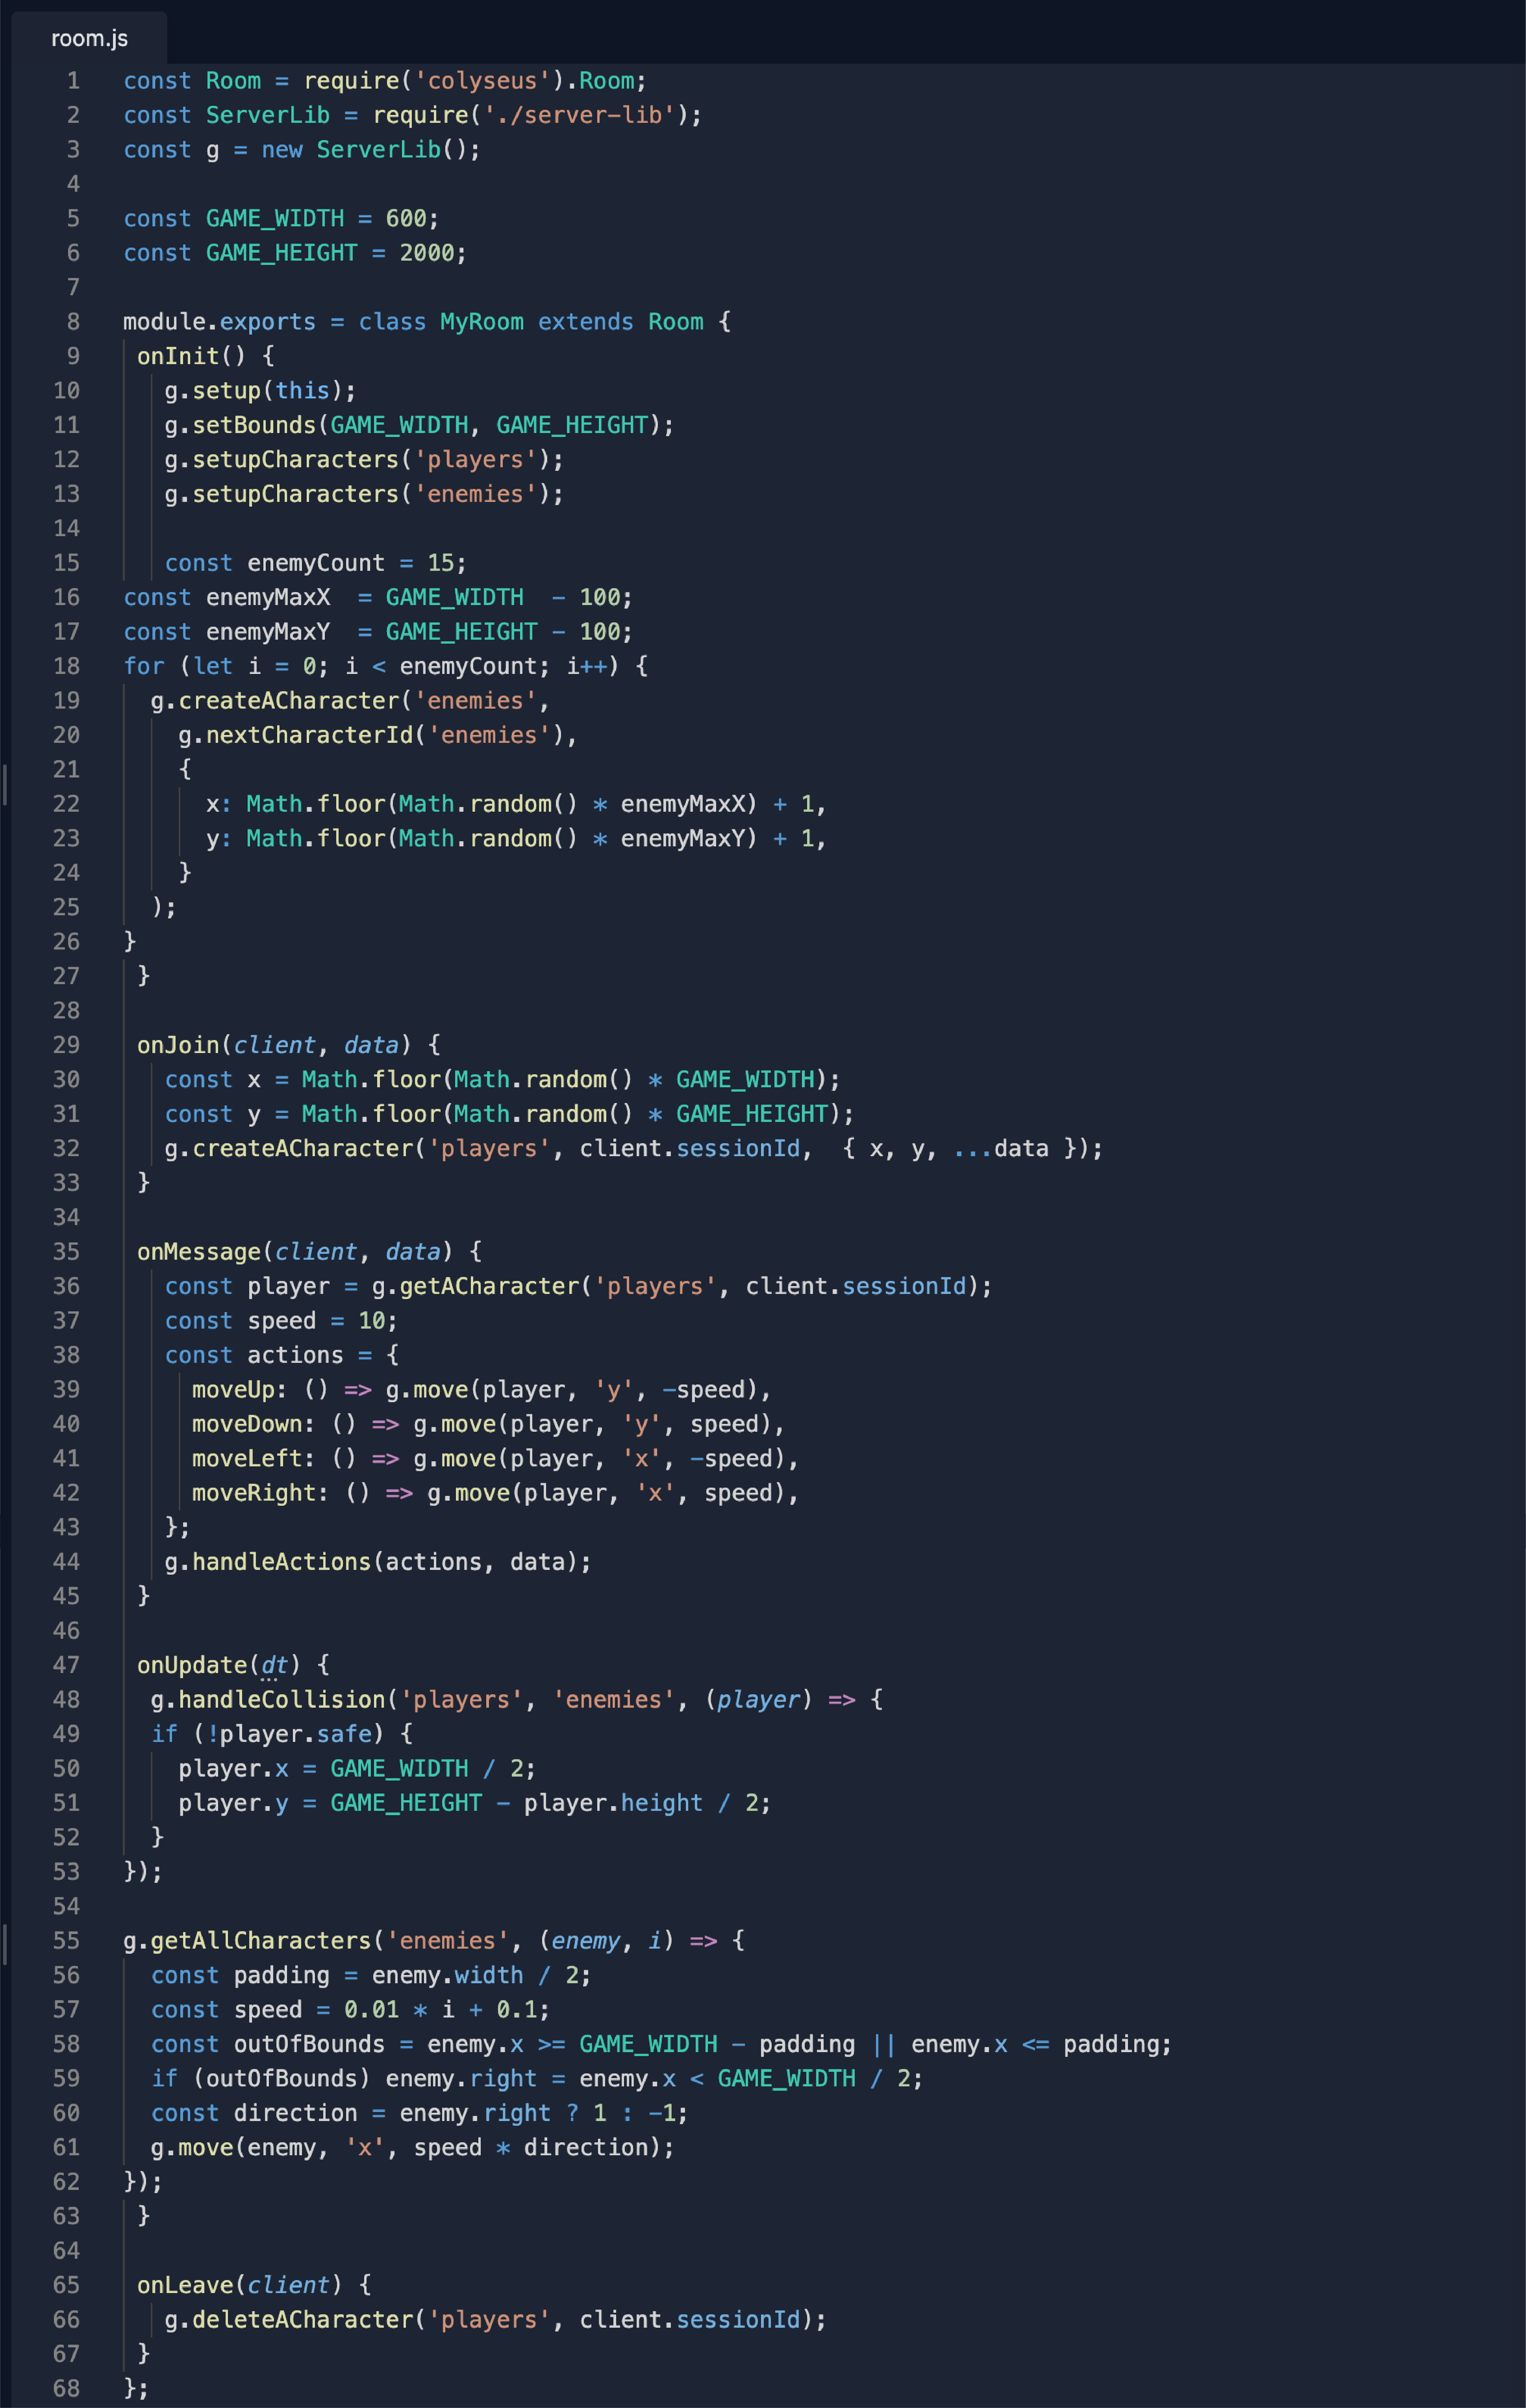 room.js
1 const Room = require('colyseus').Room;
2 const ServerLib = require('./server-lib');
3 const g = new ServerLib();
4
5 const GAME_WIDTH = 600;
6 const GAME_HEIGHT = 2000;
7
8 module.exports = class MyRoom extends Room {
9  onInit() {
10    g.setup(this);
11    g.setBounds(GAME_WIDTH, GAME_HEIGHT);
12    g.setupCharacters('players');
13    g.setupCharacters('enemies');
14
15    const enemyCount = 15;
16 const enemyMaxX  = GAME_WIDTH  - 100;
17 const enemyMaxY  = GAME_HEIGHT - 100;
18 for (let i = 0; i < enemyCount; i++) {
19   g.createACharacter('enemies',
20     g.nextCharacterId('enemies'),
21     {
22       x: Math.floor(Math.random() * enemyMaxX) + 1,
23       y: Math.floor(Math.random() * enemyMaxY) + 1,
24     }
25   );
26 }
27  }
28
29  onJoin(client, data) {
30    const x = Math.floor(Math.random() * GAME_WIDTH);
31    const y = Math.floor(Math.random() * GAME_HEIGHT);
32    g.createACharacter('players', client.sessionId,  { x, y, ...data });
33  }
34
35  onMessage(client, data) {
36    const player = g.getACharacter('players', client.sessionId);
37    const speed = 10;
38    const actions = {
39      moveUp: () => g.move(player, 'y', -speed),
40      moveDown: () => g.move(player, 'y', speed),
41      moveLeft: () => g.move(player, 'x', -speed),
42      moveRight: () => g.move(player, 'x', speed),
43    };
44    g.handleActions(actions, data);
45  }
46
47  onUpdate(dt) {
48   g.handleCollision('players', 'enemies', (player) => {
49   if (!player.safe) {
50     player.x = GAME_WIDTH / 2;
51     player.y = GAME_HEIGHT - player.height / 2;
52   }
53 });
54
55 g.getAllCharacters('enemies', (enemy, i) => {
56   const padding = enemy.width / 2;
57   const speed = 0.01 * i + 0.1;
58   const outOfBounds = enemy.x >= GAME_WIDTH - padding || enemy.x <= padding;
59   if (outOfBounds) enemy.right = enemy.x < GAME_WIDTH / 2;
60   const direction = enemy.right ? 1 : -1;
61   g.move(enemy, 'x', speed * direction);
62 });
63  }
64
65  onLeave(client) {
66    g.deleteACharacter('players', client.sessionId);
67  }
68 };